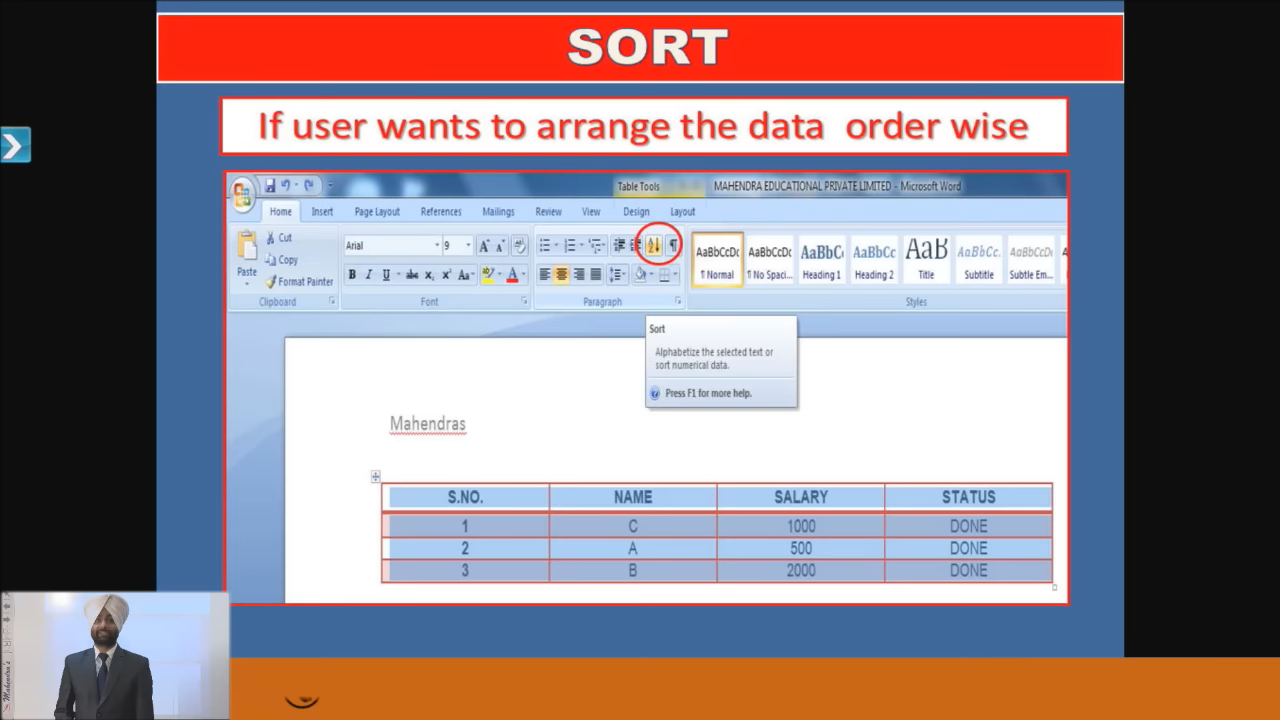 SORT
If user wants to arrange the data order wise
Table Tools
MAHENDRA EDUCATIONAL PRIVATE LIMITED - Microsoft Word
Home Insert Page Layout References Mailings Review View Design Layout
Cut
Copy
Format Painter
Paste
Clipboard
Arial 9
Font
Paragraph
AaBbCcDc AaBbCcDc AaBbC AaBbCc AaB AaBbCc. AaBbCcDc
¶ Normal ¶ No Spaci... Heading 1 Heading 2 Title Subtitle Subtle Em...
Styles
Sort
Alphabetize the selected text or
sort numerical data.
Press F1 for more help.
Mahendras
S.NO. NAME SALARY STATUS
1 C 1000 DONE
2 A 500 DONE
3 B 2000 DONE
Mahendra's